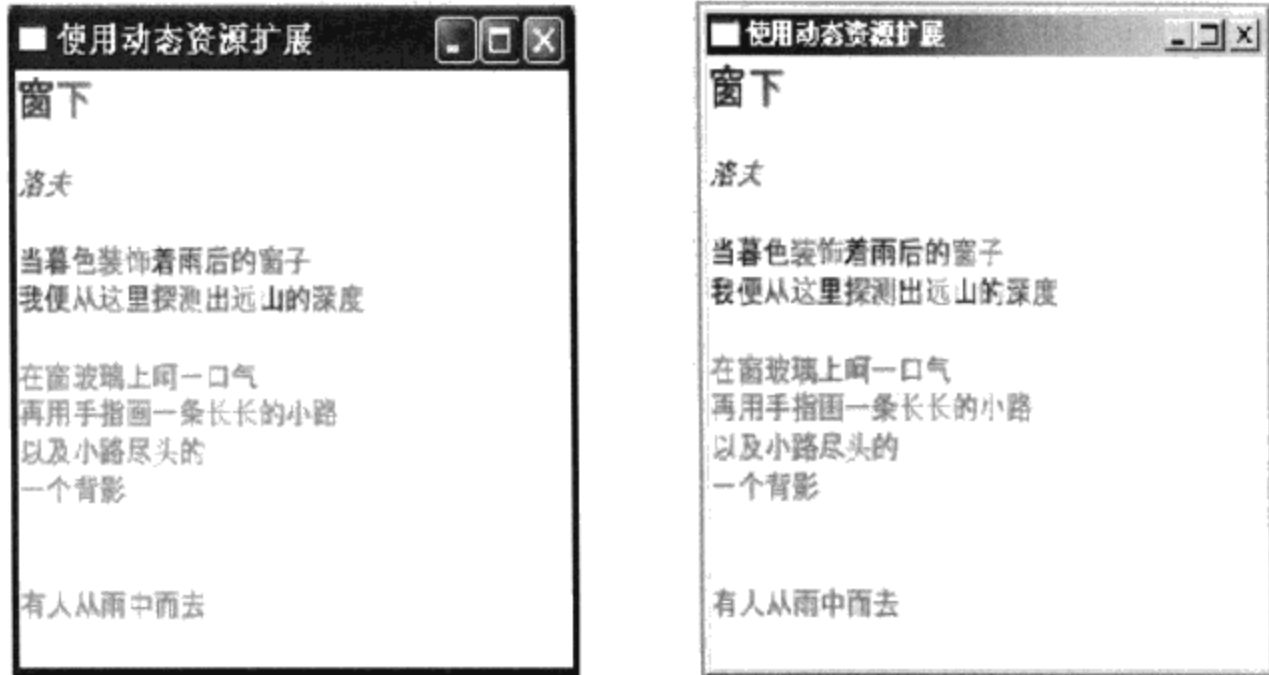 使用动态资源扩展
窗下
洛夫
当暮色装饰着雨后的窗子
我便从这里探测出远山的深度
在窗玻璃上呵一口气
再用手指画一条长长的小路
以及小路尽头的
一个背影
有人从雨中而去
使用动态资源扩展
窗下
洛夫
当暮色装饰着雨后的窗子
我便从这里探测出远山的深度
在窗玻璃上呵一口气
再用手指画一条长长的小路
以及小路尽头的
一个背影
有人从雨中而去